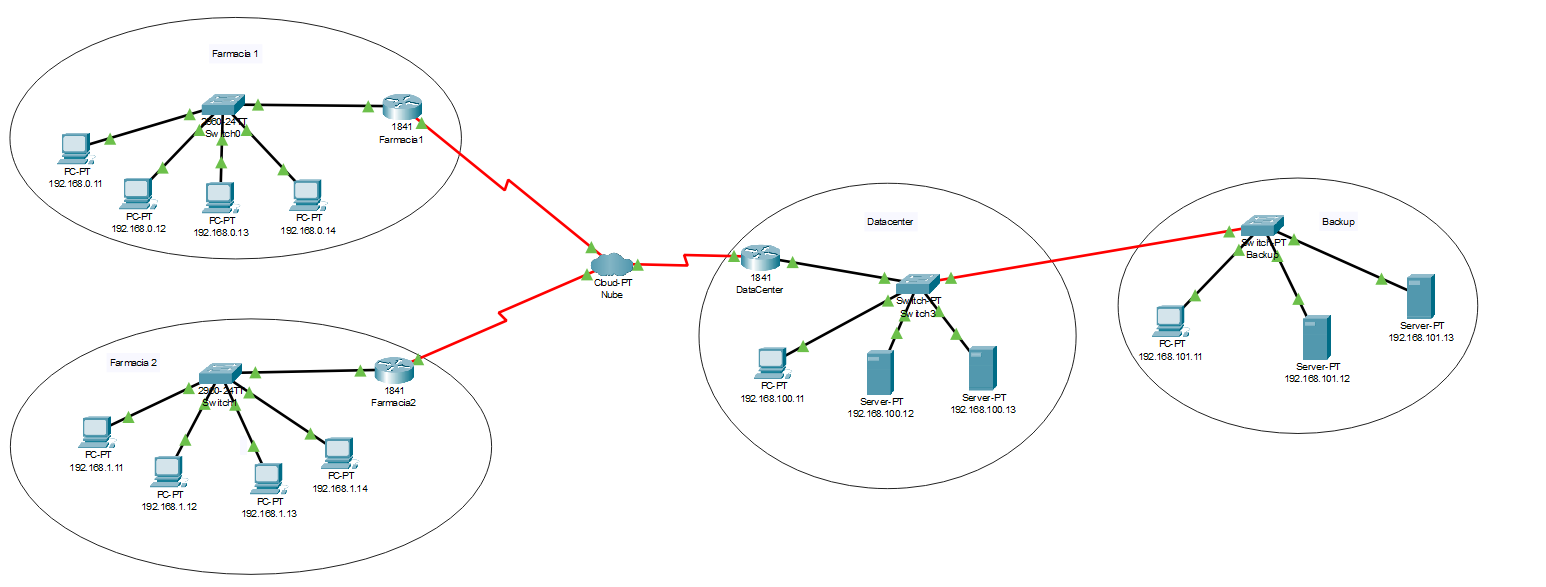 Farmacia 1
1841
Farmacia1
2960-24TT
Switch0
PC-PT
192.168.0.11
PC-PT
192.168.0.12
PC-PT
192.168.0.13
PC-PT
192.168.0.14
Cloud-PT
Nube
Farmacia 2
1841
Farmacia2
2960-24TT
Switch1
PC-PT
192.168.1.11
PC-PT
192.168.1.12
PC-PT
192.168.1.13
PC-PT
192.168.1.14
Datacenter
1841
DataCenter
Switch-PT
Switch3
PC-PT
192.168.100.11
Server-PT
192.168.100.12
Server-PT
192.168.100.13
Backup
Switch-PT
Backup
PC-PT
192.168.101.11
Server-PT
192.168.101.12
Server-PT
192.168.101.13